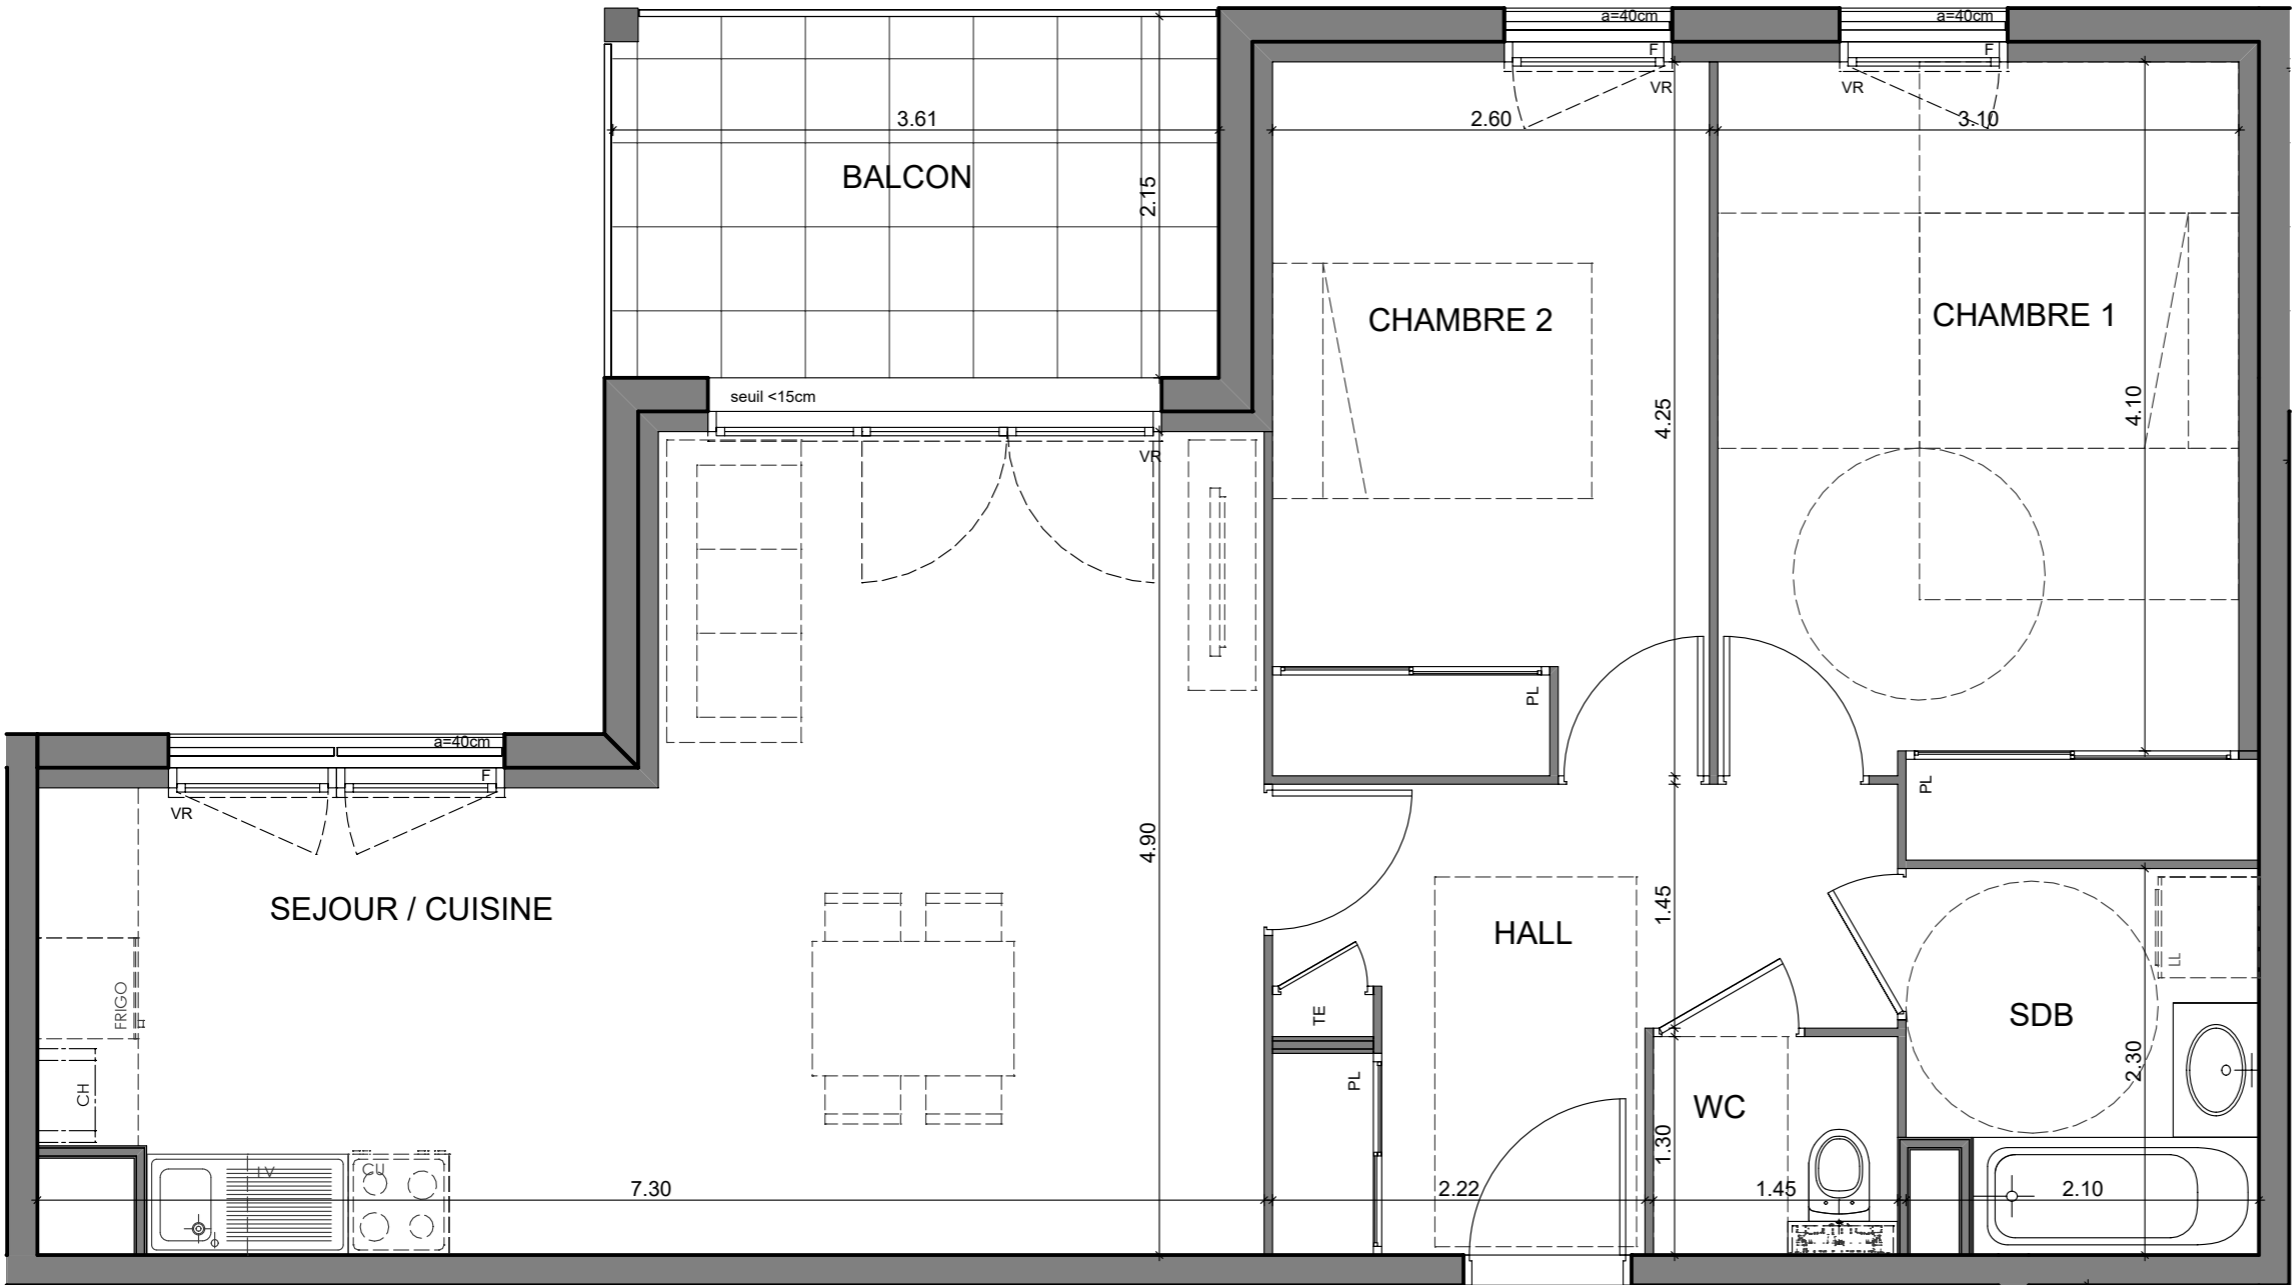 a=40cm
a=40cm
F
F
VR
VR
3.61
2.60
3.10
BALCON
2.15
CHAMBRE 2
CHAMBRE 1
seuil <15cm
4.25
4.10
VR
PL
a=40cm
F
VR
PL
4.90
SEJOUR / CUISINE
1.45
HALL
LL
FRIGO
TE
SDB
CH
PL
WC
2.30
1.30
LV
CU
7.30
2.22
1.45
2.10